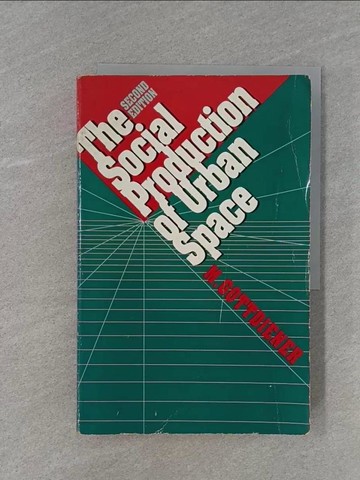 The
Social
Production
of Urban
Space
SECOND
EDITION
M. GOTTDIENER